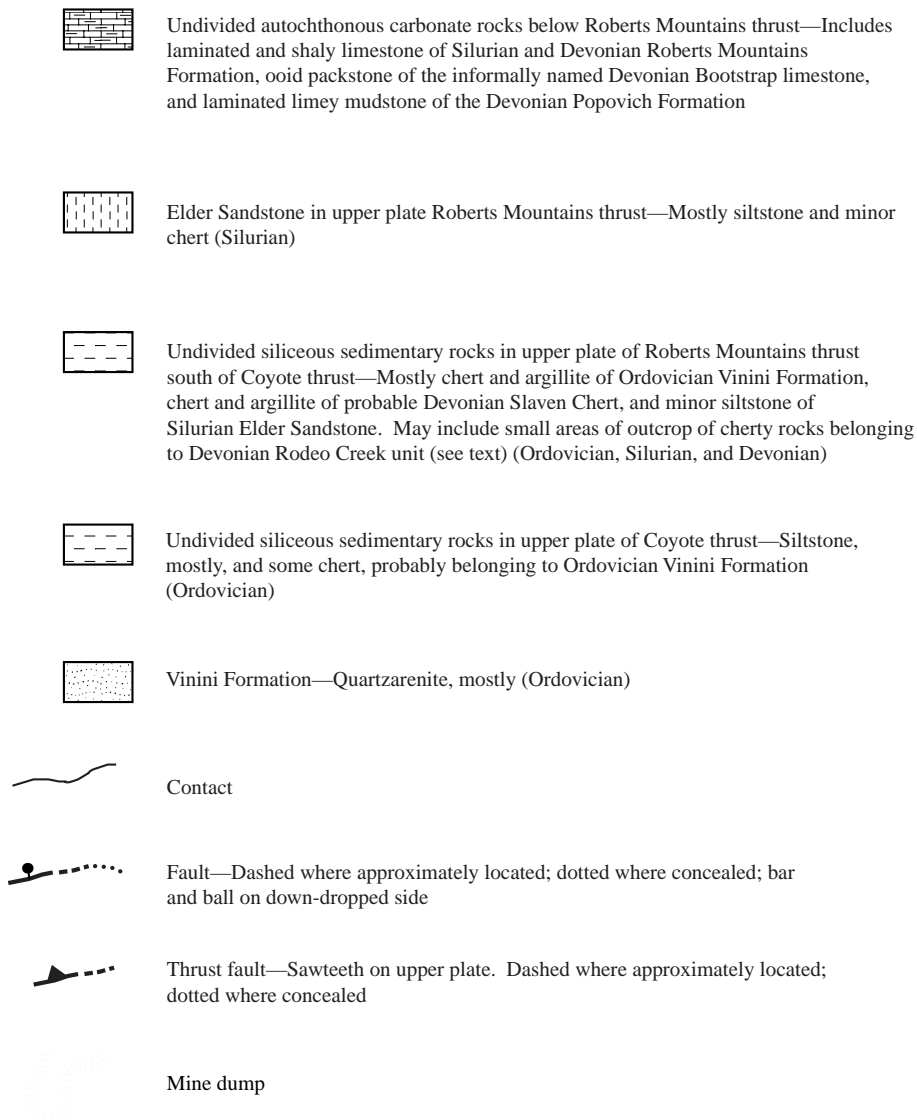 Undivided autochthonous carbonate rocks below Roberts Mountains thrust—Includes
laminated and shaly limestone of Silurian and Devonian Roberts Mountains
Formation, ooid packstone of the informally named Devonian Bootstrap limestone,
and laminated limey mudstone of the Devonian Popovich Formation
Elder Sandstone in upper plate Roberts Mountains thrust—Mostly siltstone and minor
chert (Silurian)
Undivided siliceous sedimentary rocks in upper plate of Roberts Mountains thrust
south of Coyote thrust—Mostly chert and argillite of Ordovician Vinini Formation,
chert and argillite of probable Devonian Slaven Chert, and minor siltstone of
Silurian Elder Sandstone. May include small areas of outcrop of cherty rocks belonging
to Devonian Rodeo Creek unit (see text) (Ordovician, Silurian, and Devonian)
Undivided siliceous sedimentary rocks in upper plate of Coyote thrust—Siltstone,
mostly, and some chert, probably belonging to Ordovician Vinini Formation
(Ordovician)
Vinini Formation—Quartzarenite, mostly (Ordovician)
Contact
Fault—Dashed where approximately located; dotted where concealed; bar
and ball on down-dropped side
Thrust fault—Sawteeth on upper plate. Dashed where approximately located;
dotted where concealed
Mine dump